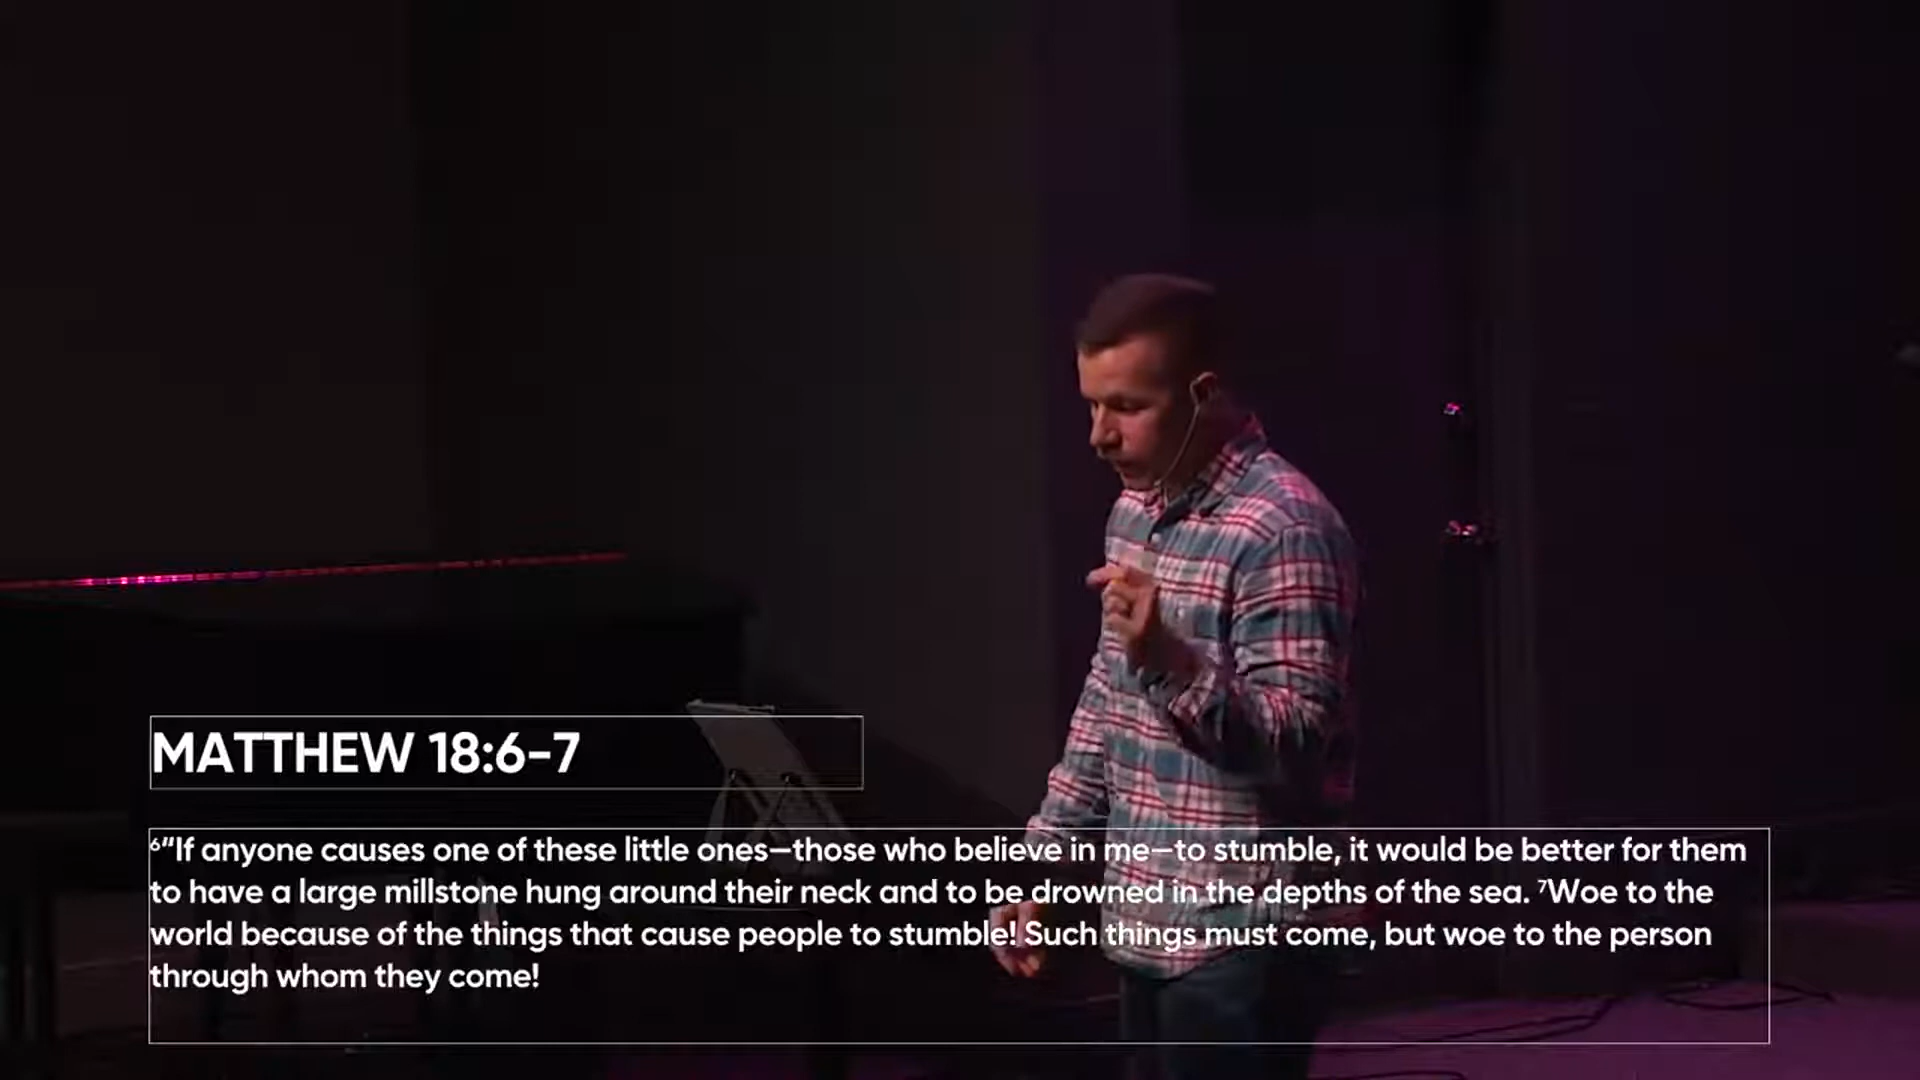 MATTHEW 18:6-7
⁶"If anyone causes one of these little ones—those who believe in me—to stumble, it would be better for them
to have a large millstone hung around their neck and to be drowned in the depths of the sea. ⁷Woe to the
world because of the things that cause people to stumble! Such things must come, but woe to the person
through whom they come!